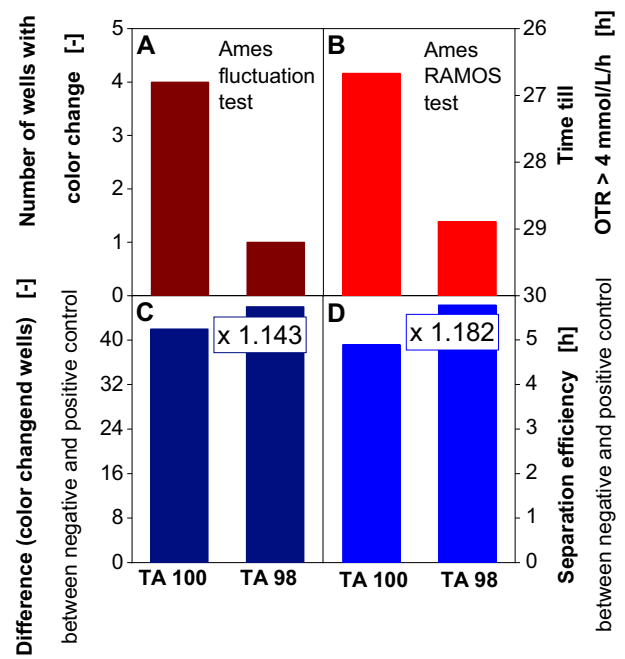 Number of wells with
color change [-]
5
4
3
2
1
0
A
Ames
fluctuation
test
B
Ames
RAMOS
test
26
27
28
29
30
Time till
OTR > 4 mmol/L/h [h]
Difference (color changend wells) [-]
between negative and positive control
40
32
24
16
8
0
C
x 1.143
D
x 1.182
5
4
3
2
1
0
Separation efficiency [h]
between negative and positive control
TA 100
TA 98
TA 100
TA 98